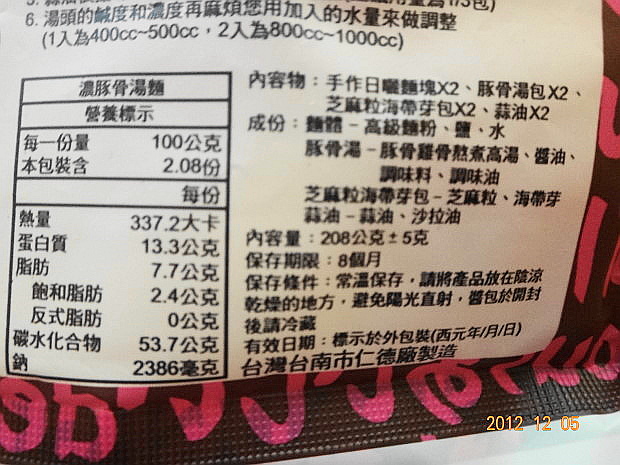 量為1/3包)
6. 湯頭的鹹度和濃度再麻煩您用加入的水量來做調整
(1人為400cc~500cc，2人為800cc~1000cc)
濃豚骨湯麵
營養標示
每一份量 100公克
本包裝含 2.08份
每份
熱量 337.2大卡
蛋白質 13.3公克
脂肪 7.7公克
飽和脂肪 2.4公克
反式脂肪 0公克
碳水化合物 53.7公克
鈉 2386毫克
內容物：手作日曬麵塊X2、豚骨湯包X2、
芝麻粒海帶芽包X2、蒜油X2
成份：麵體－高級麵粉、鹽、水
豚骨湯－豚骨雞骨熬煮高湯、醬油、
調味料、調味油
芝麻粒海帶芽包－芝麻粒、海帶芽
蒜油－蒜油、沙拉油
內容量：208公克±5克
保存期限：8個月
保存條件：常溫保存，請將產品放在陰涼
乾燥的地方，避免陽光直射，醬包於開封
後請冷藏
有效日期：標示於外包裝(西元年/月/日)
台灣台南市仁德廠製造
2012 12 05